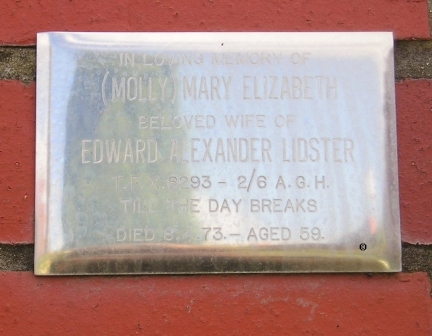 IN LOVING MEMORY OF
(MOLLY) MARY ELIZABETH
BELOVED WIFE OF
EDWARD ALEXANDER LIDSTER
- 2/6 A.G.H.
TILL THE DAY BREAKS
DIED - AGED 59.